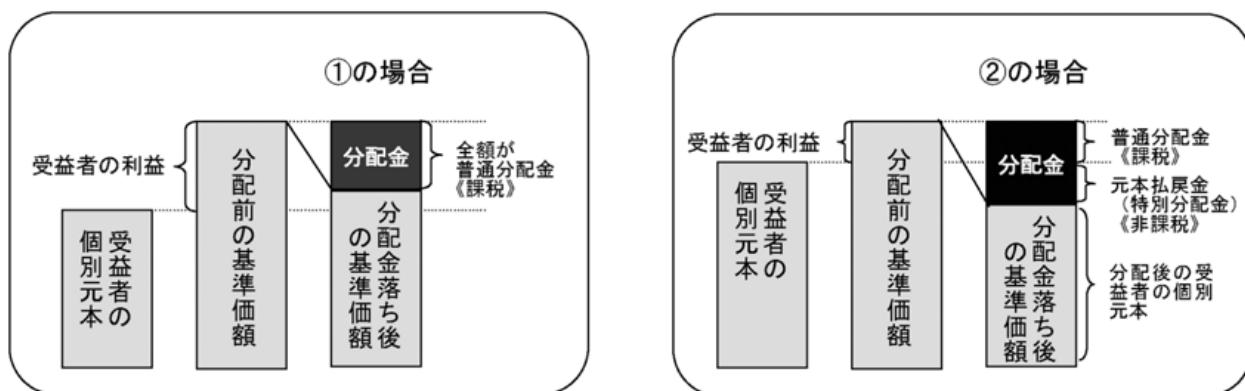 ①の場合
受益者の利益
受益者の
個別元本
分配前の基準価額
分配金
分配金落ち後
の基準価額
全額が
普通分配金
《課税》
②の場合
受益者の利益
受益者の
個別元本
分配前の基準価額
分配金
分配金落ち後
の基準価額
普通分配金
《課税》
元本払戻金
(特別分配金)
《非課税》
分配後の受
益者の個別
元本